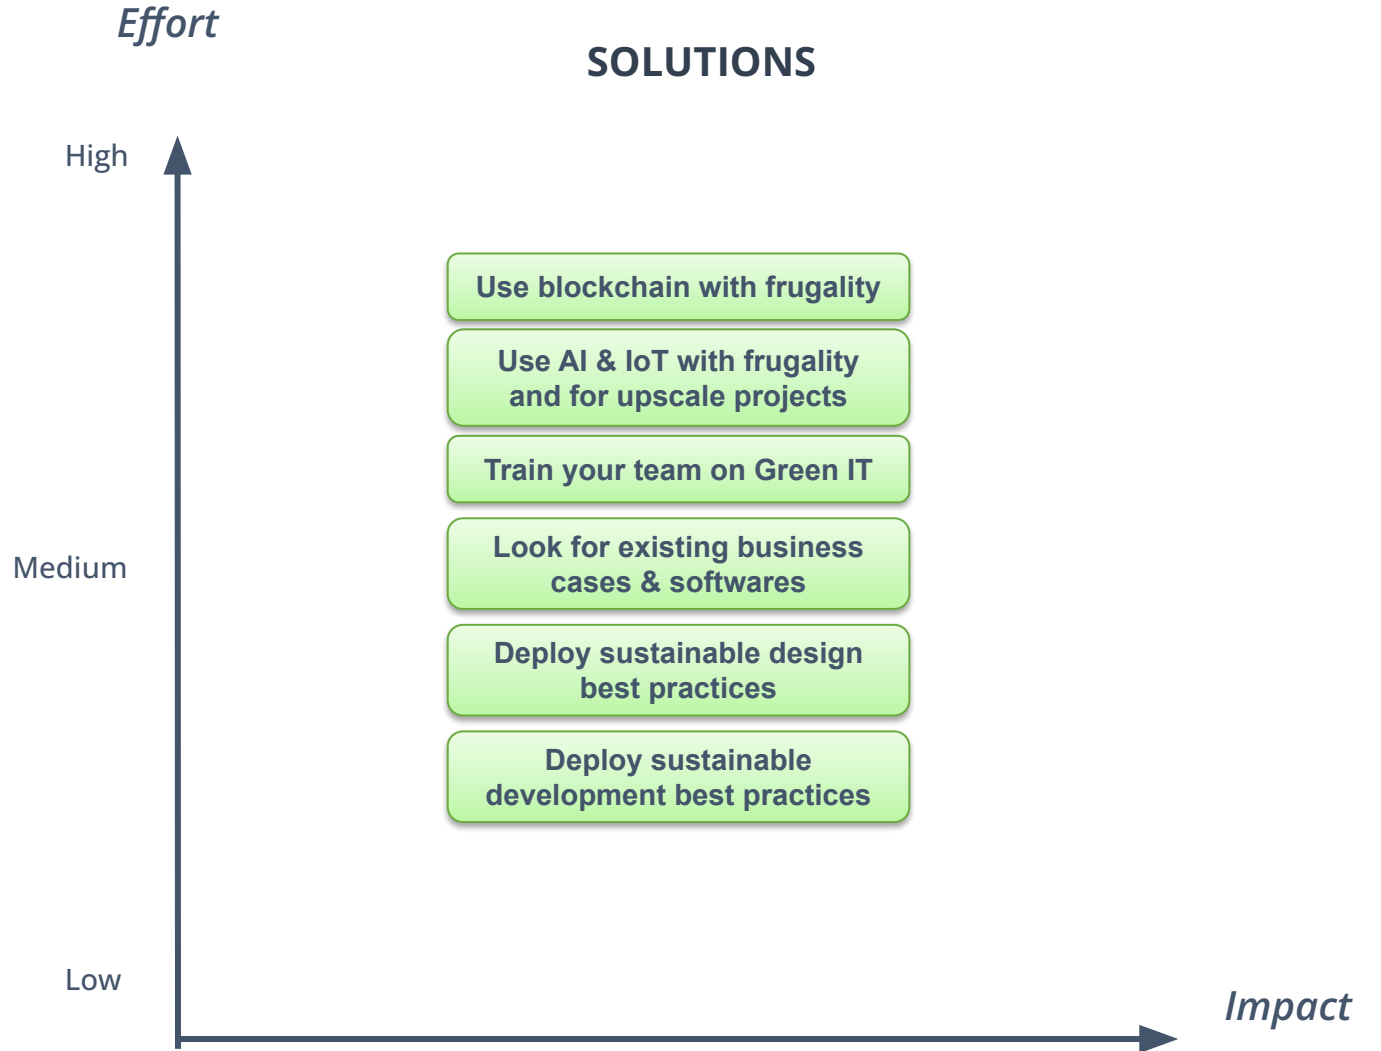 Effort
SOLUTIONS
High
Use blockchain with frugality
Use AI & IoT with frugality
and for upscale projects
Train your team on Green IT
Look for existing business
cases & softwares
Medium
Deploy sustainable design
best practices
Deploy sustainable
development best practices
Low
Impact